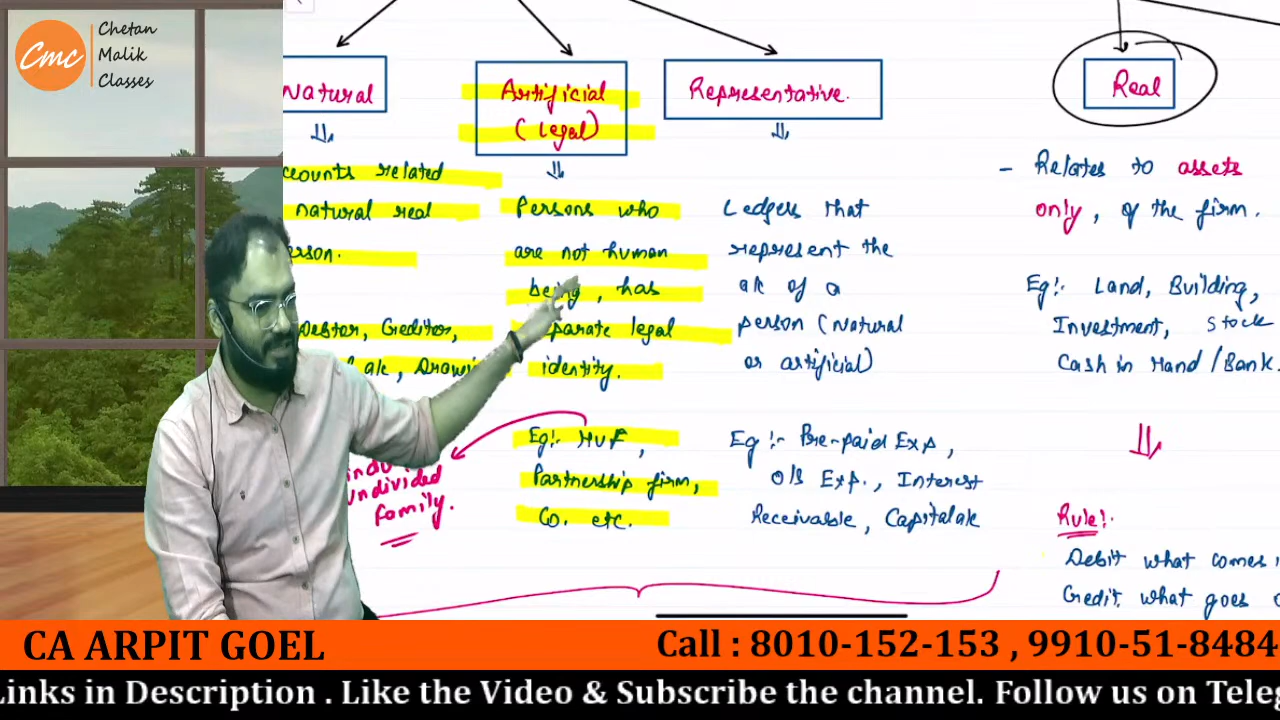 Cmc
Chetan
Malik
Classes
Natural
Artificial
(Legal)
Representative.
Real
counts related
natural real
erson.
Debtor, Creditor,
a/c, Drawi
Persons who
are not human
being, has
parate legal
identity.
Eg:- HUF,
Partnership firm,
Co. etc.
undivided
family.
Ledgers that
represent the
a/c of a
person (Natural
or artificial)
Eg:- Pre-paid Exp,
o/s Exp., Interest
Receivable, Capital a/c
- Relates to assets
only, of the firm.
Eg:- Land, Building,
Investment, Stock
Cash in Hand /Bank.
Rule:-
Debit what comes
Credit what goes
CA ARPIT GOEL
Call : 8010-152-153 , 9910-51-8484
Links in Description . Like the Video & Subscribe the channel. Follow us on Teleg